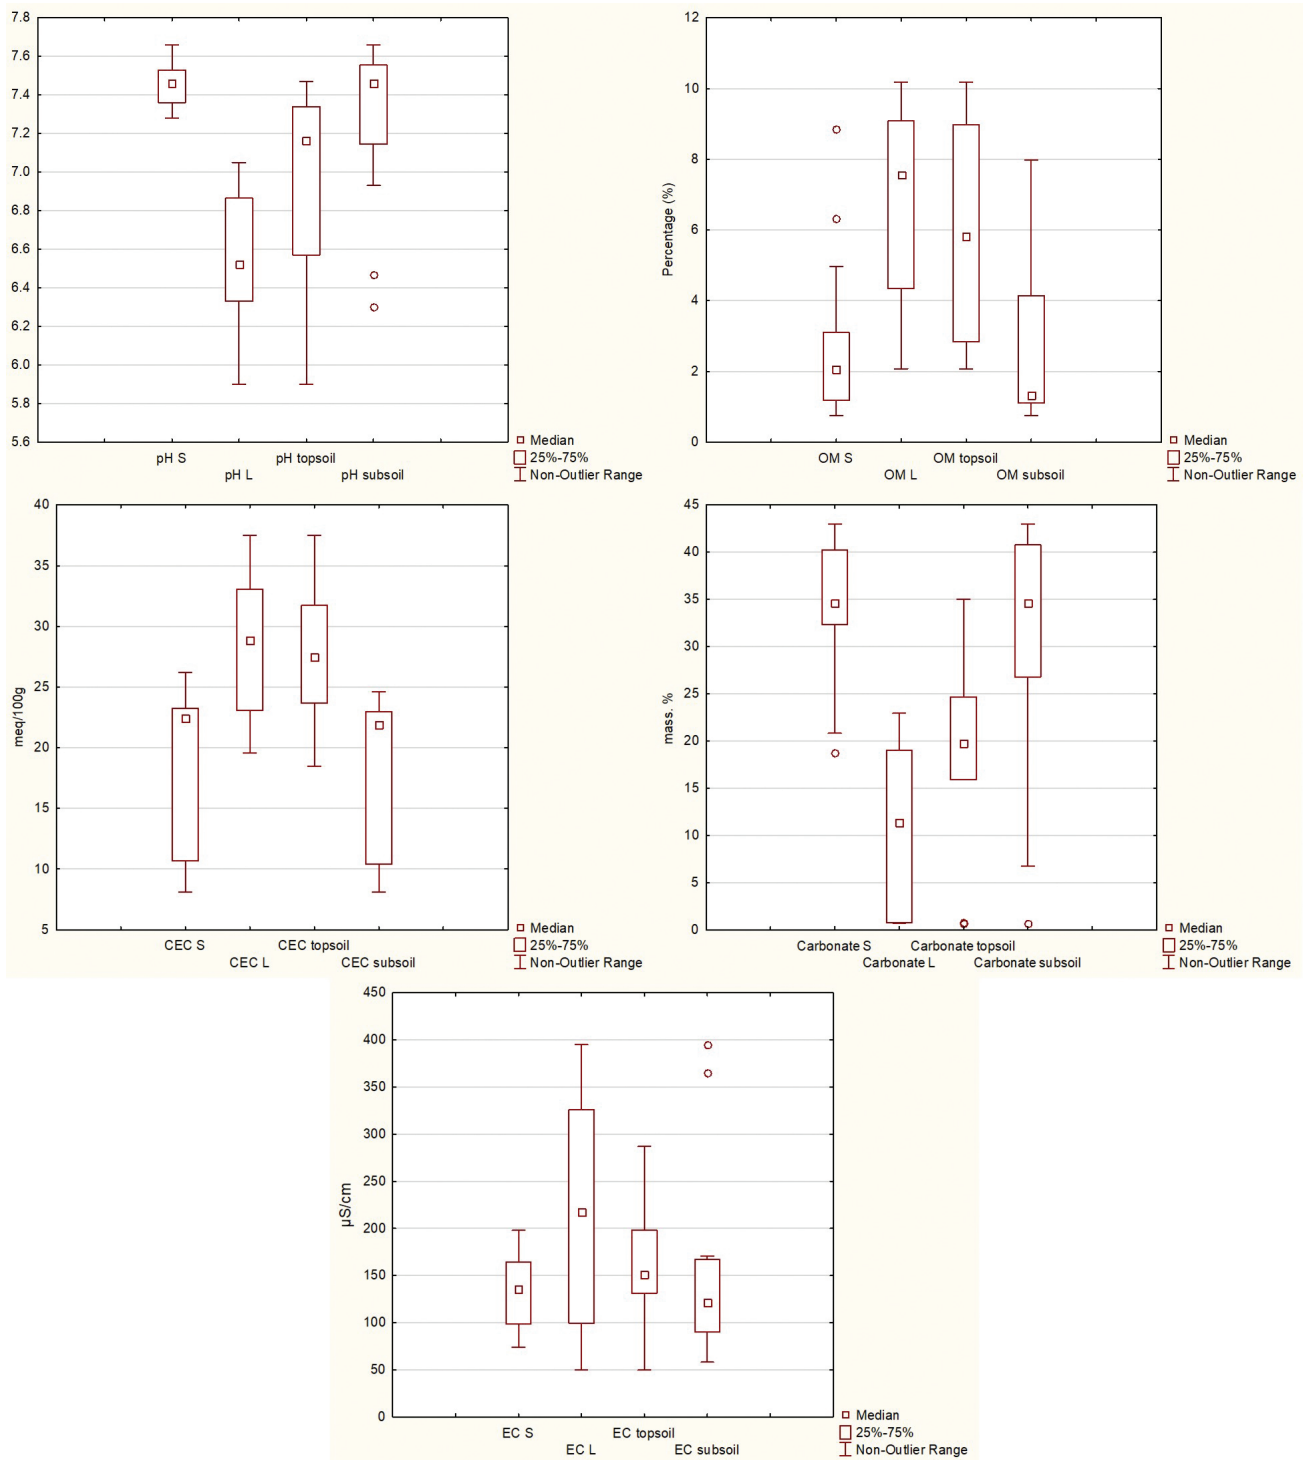 7.8
7.6
7.4
7.2
7.0
6.8
6.6
6.4
6.2
6.0
5.8
5.6
pH S
pH topsoil
pH L
pH subsoil
Median
25%-75%
Non-Outlier Range
Percentage (%)
12
10
8
6
4
2
0
OM S
OM topsoil
OM L
OM subsoil
Median
25%-75%
Non-Outlier Range
meq/100g
40
35
30
25
20
15
10
5
CEC S
CEC topsoil
CEC L
CEC subsoil
Median
25%-75%
Non-Outlier Range
mass. %
45
40
35
30
25
20
15
10
5
0
Carbonate S
Carbonate topsoil
Carbonate L
Carbonate subsoil
Median
25%-75%
Non-Outlier Range
µS/cm
450
400
350
300
250
200
150
100
50
0
EC S
EC topsoil
EC L
EC subsoil
Median
25%-75%
Non-Outlier Range